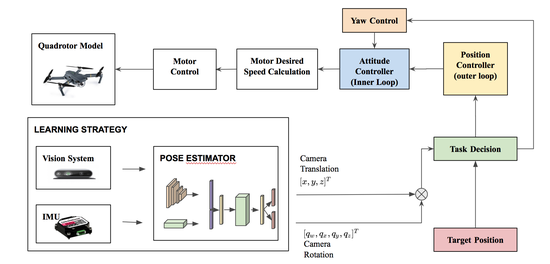 Yaw Control
Quadrotor Model
Motor
Control
Motor Desired
Speed Calculation
Attitude
Controller
(Inner Loop)
Position
Controller
(outer loop)
LEARNING STRATEGY
Vision System
POSE ESTIMATOR
Camera
Translation
[x, y, z]^T
Task Decision
IMU
[q_w, q_x, q_y, q_z]^T
Camera
Rotation
Target Position